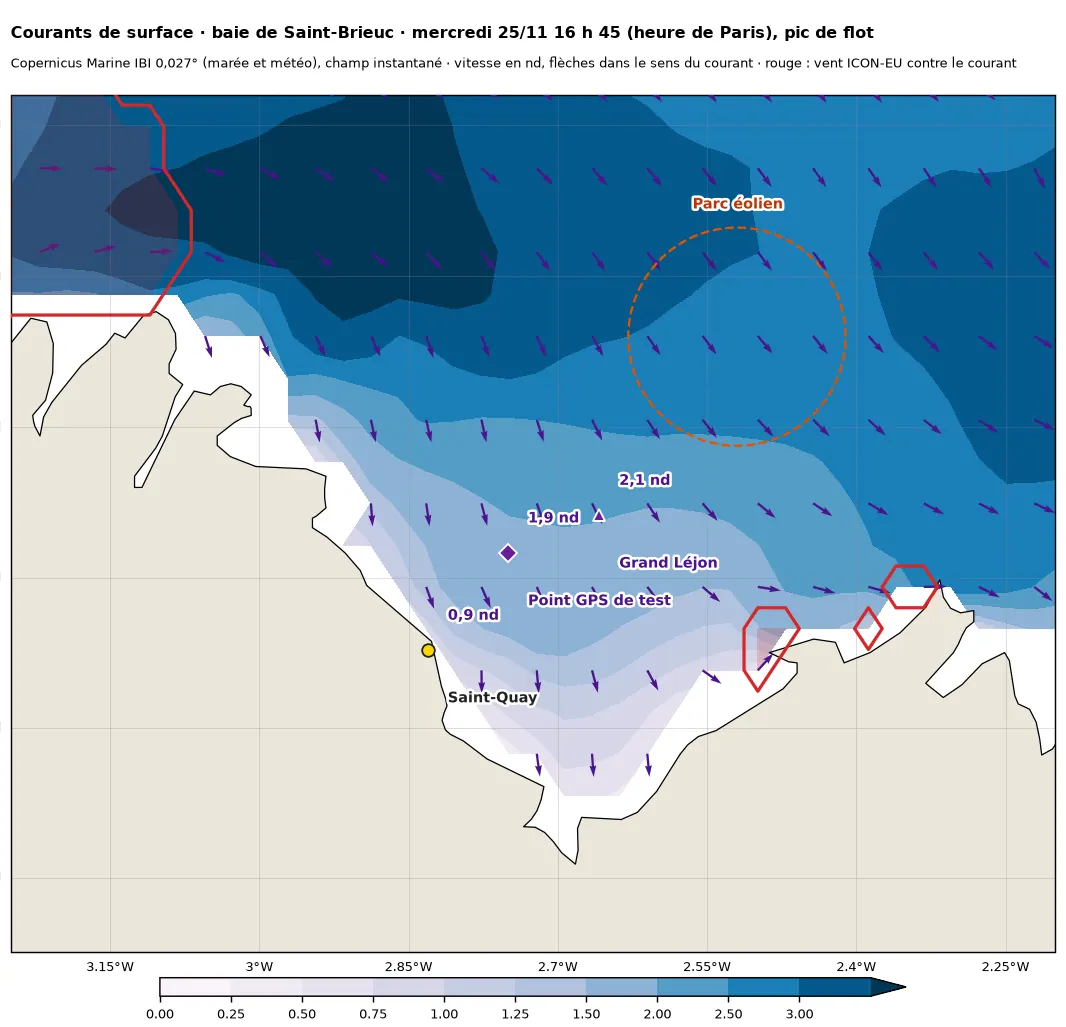 Courants de surface · baie de Saint-Brieuc · mercredi 25/11 16 h 45 (heure de Paris), pic de flot
Copernicus Marine IBI 0,027° (marée et météo), champ instantané · vitesse en nd, flèches dans le sens du courant · rouge : vent ICON-EU contre le courant
Parc éolien
2,1 nd
1,9 nd
Grand Léjon
Point GPS de test
0,9 nd
Saint-Quay
3.15°W 3°W 2.85°W 2.7°W 2.55°W 2.4°W 2.25°W
0.00 0.25 0.50 0.75 1.00 1.25 1.50 2.00 2.50 3.00